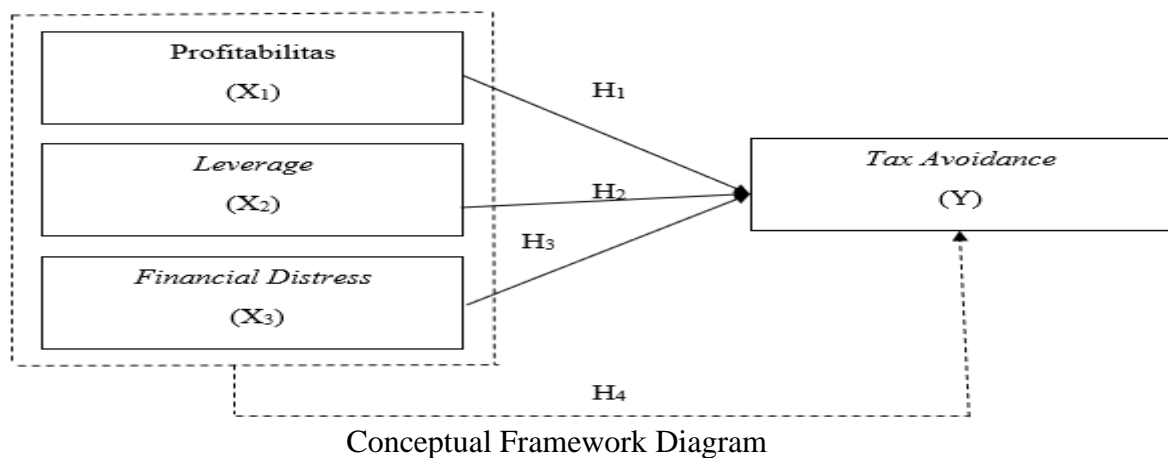 Profitabilitas
(X₁)
H₁
Leverage
(X₂)
H₂
Tax Avoidance
(Y)
H₃
Financial Distress
(X₃)
H₄
Conceptual Framework Diagram